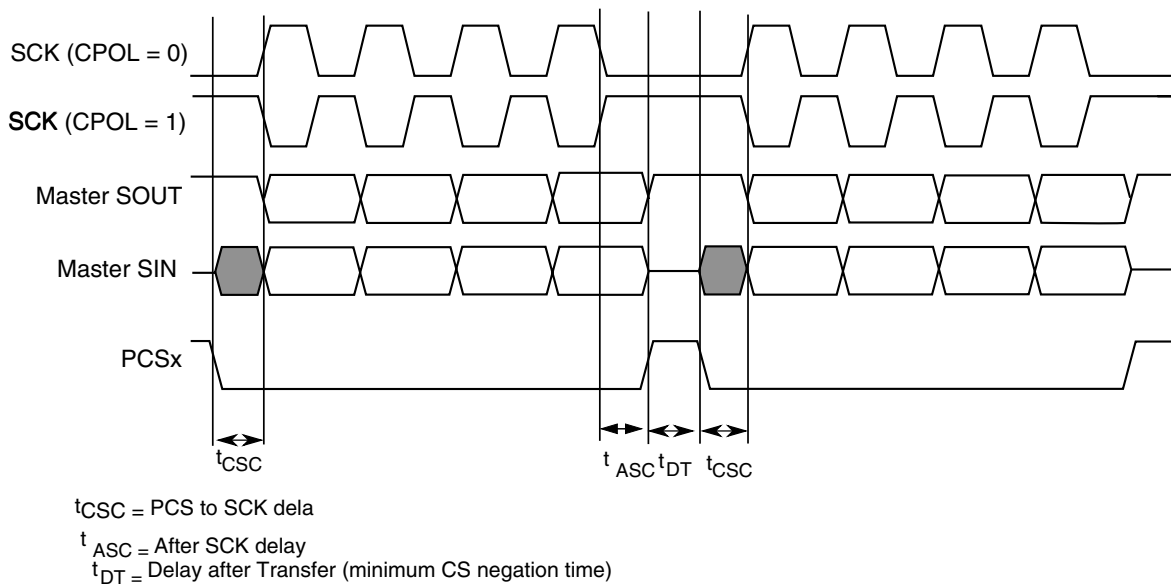 SCK (CPOL = 0)
SCK (CPOL = 1)
Master SOUT
Master SIN
PCSx
tCSC
t ASC
tDT
tCSC
tCSC = PCS to SCK dela
t ASC = After SCK delay
tDT = Delay after Transfer (minimum CS negation time)